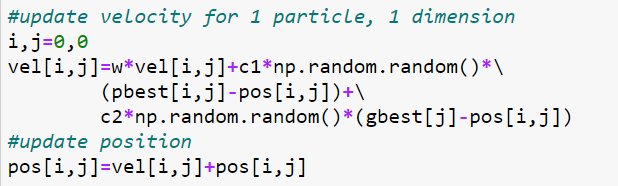 #update velocity for 1 particle, 1 dimension
i,j=0,0
vel[i,j]=w*vel[i,j]+c1*np.random.random()*\
(pbest[i,j]-pos[i,j])+\
c2*np.random.random()*(gbest[j]-pos[i,j])
#update position
pos[i,j]=vel[i,j]+pos[i,j]